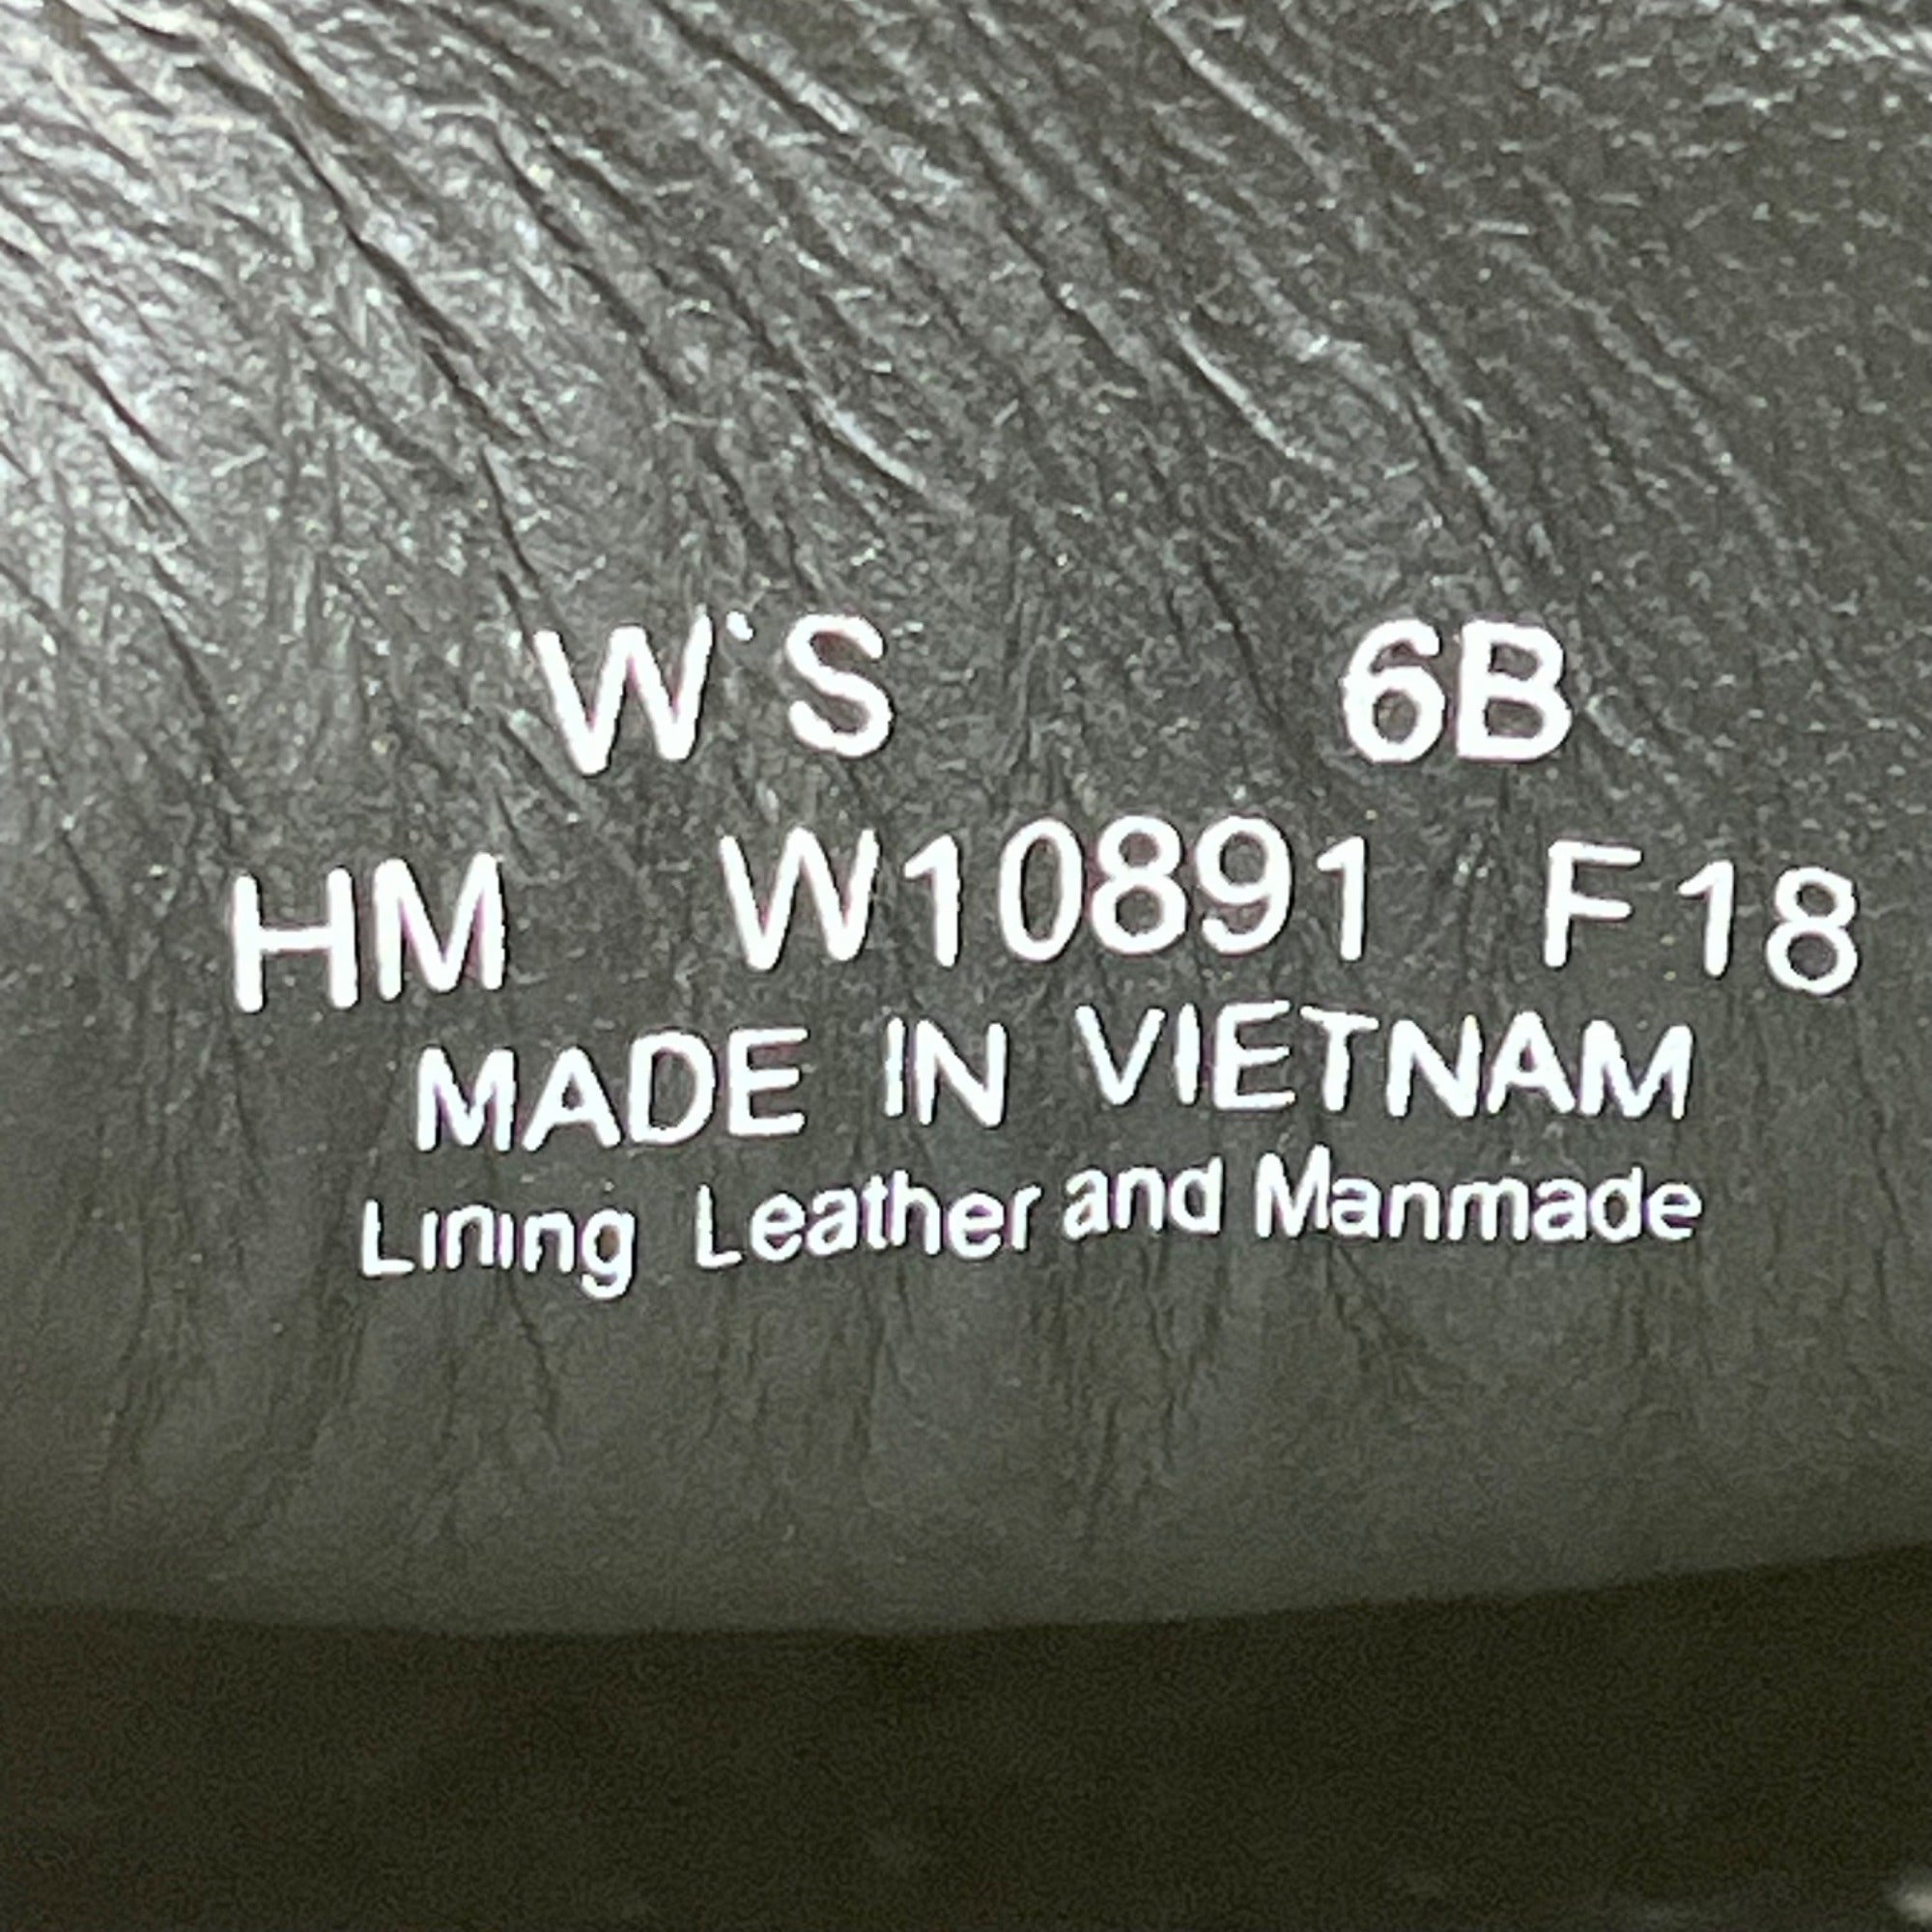 W'S 6B
HM W10891 F18
MADE IN VIETNAM
Lining Leather and Manmade